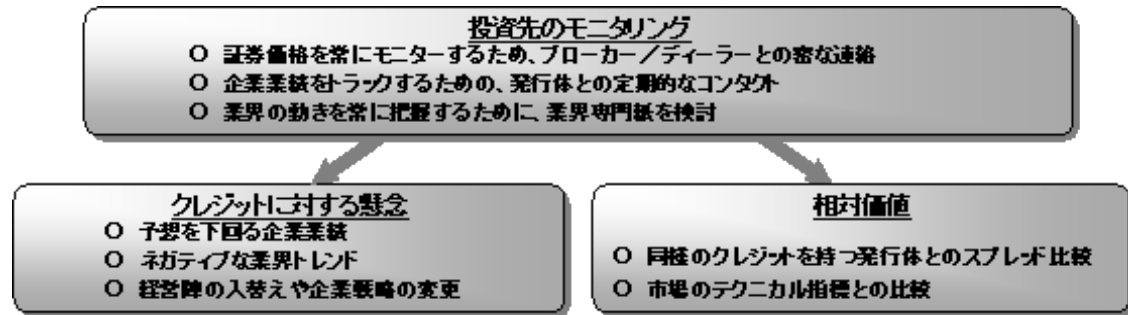 投資先のモニタリング
○ 証券価格を常にモニターするため、ブローカー/ディーラーとの密な連絡
○ 企業業績をトラックするための、発行体との定期的なコンタクト
○ 業界の動きを常に把握するために、業界専門紙を検討
クレジットに対する懸念
○ 予想を下回る企業業績
○ ネガティブな業界トレンド
○ 経営陣の入替えや企業戦略の変更
相対価値
○ 同様のクレジットを持つ発行体とのスプレッド比較
○ 市場のテクニカル指標との比較